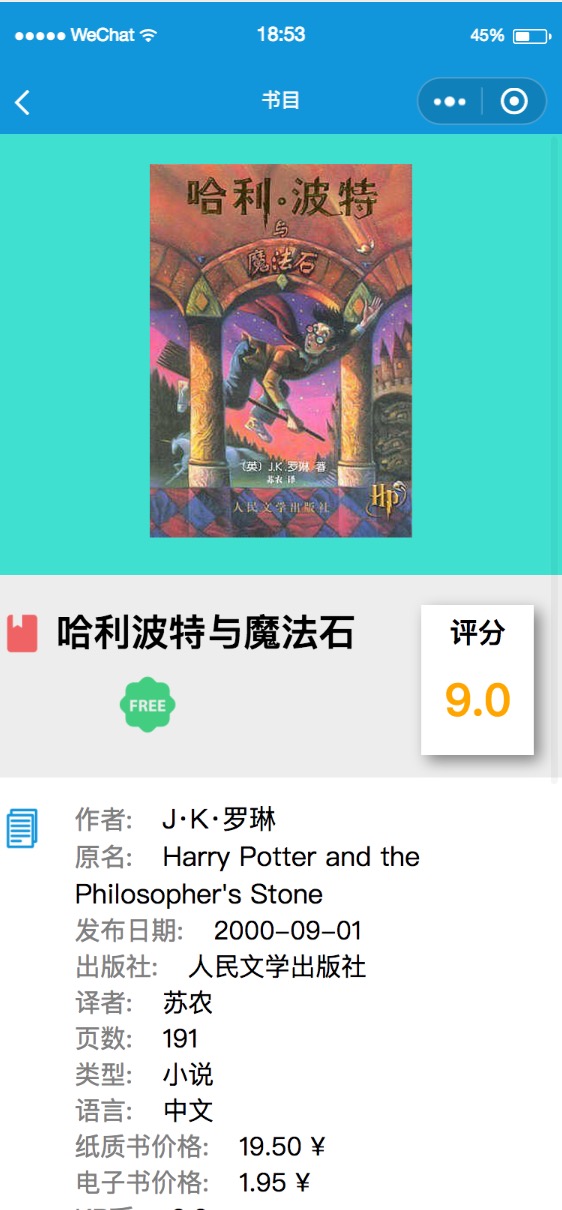 ●●●●● WeChat 18:53 45%
书目
哈利·波特
与
魔法石
〔英〕J.K.罗琳 著
苏农 译
人民文学出版社
HP
哈利波特与魔法石
FREE
评分
9.0
作者: J·K·罗琳
原名: Harry Potter and the
Philosopher's Stone
发布日期: 2000-09-01
出版社: 人民文学出版社
译者: 苏农
页数: 191
类型: 小说
语言: 中文
纸质书价格: 19.50 ¥
电子书价格: 1.95 ¥